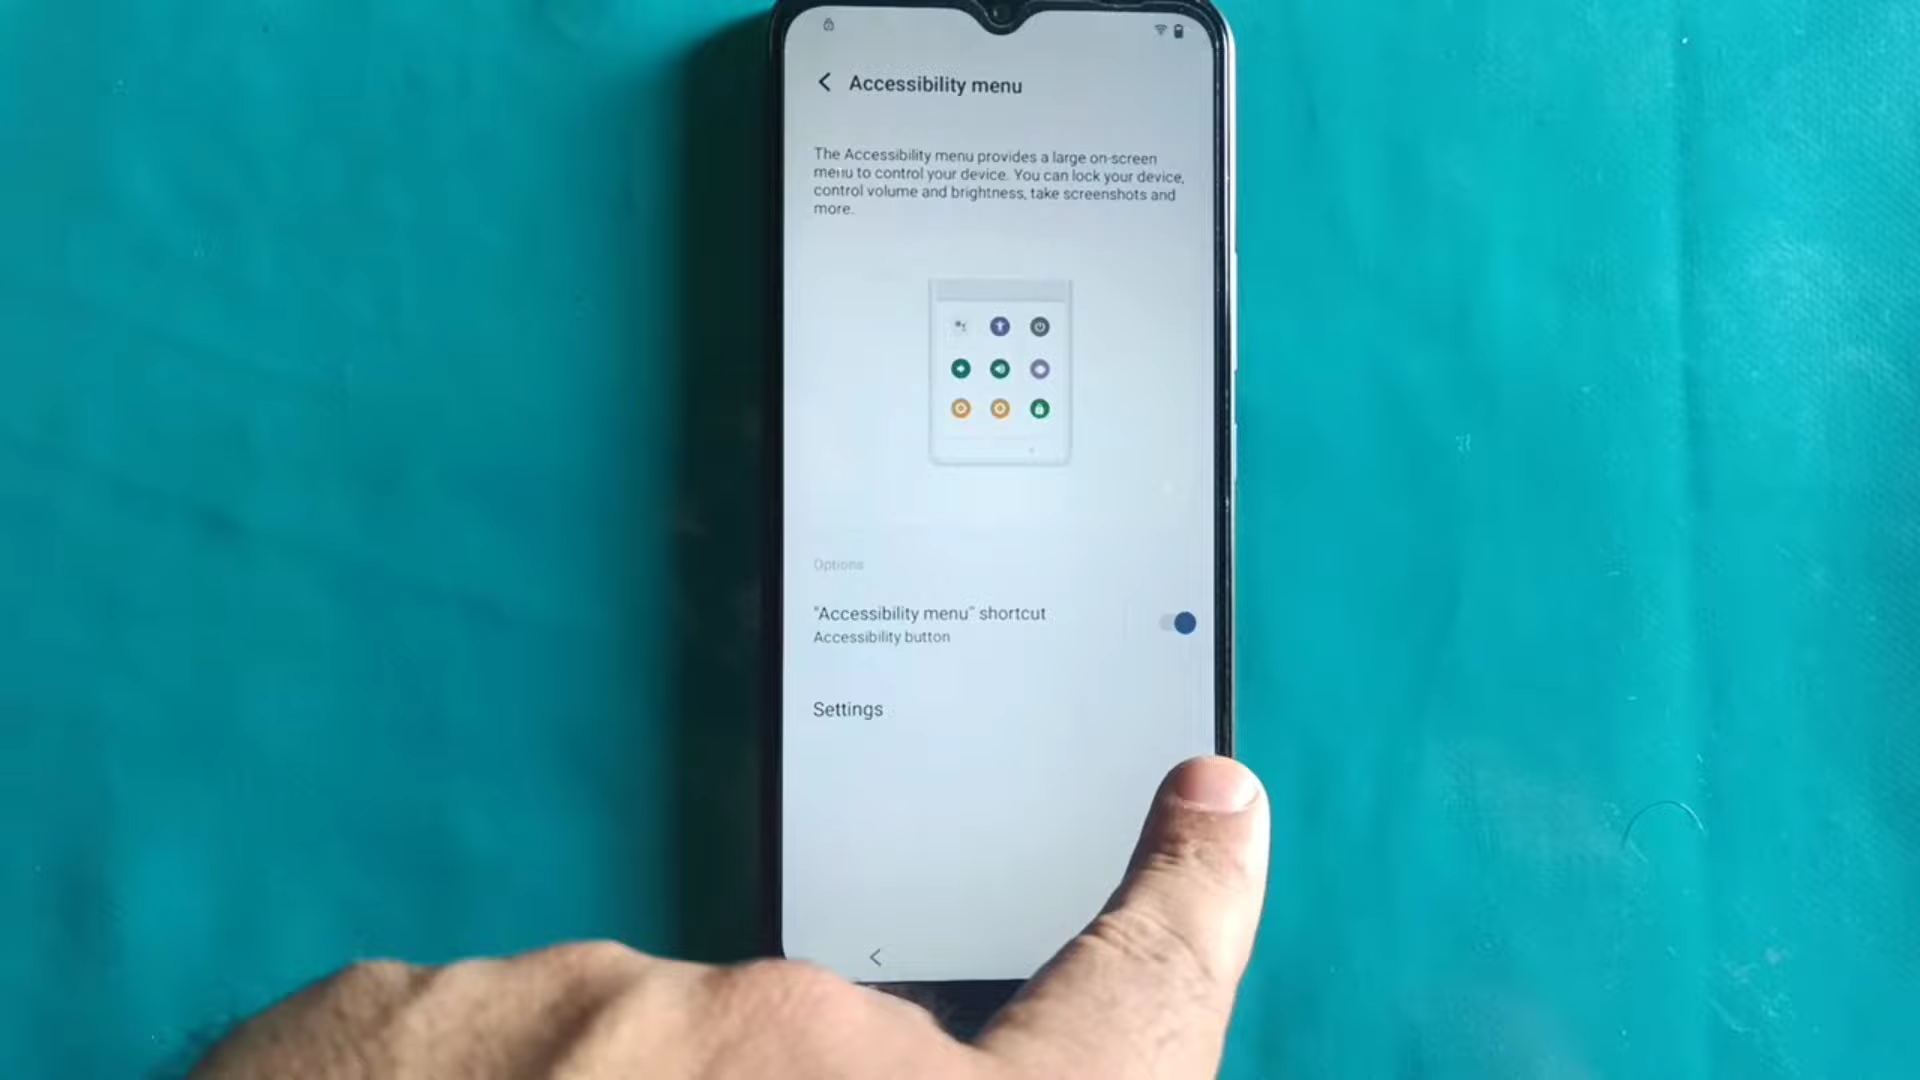 Accessibility menu
The Accessibility menu provides a large on-screen
menu to control your device. You can lock your device,
control volume and brightness, take screenshots and
more.
Options
"Accessibility menu" shortcut
Accessibility button
Settings